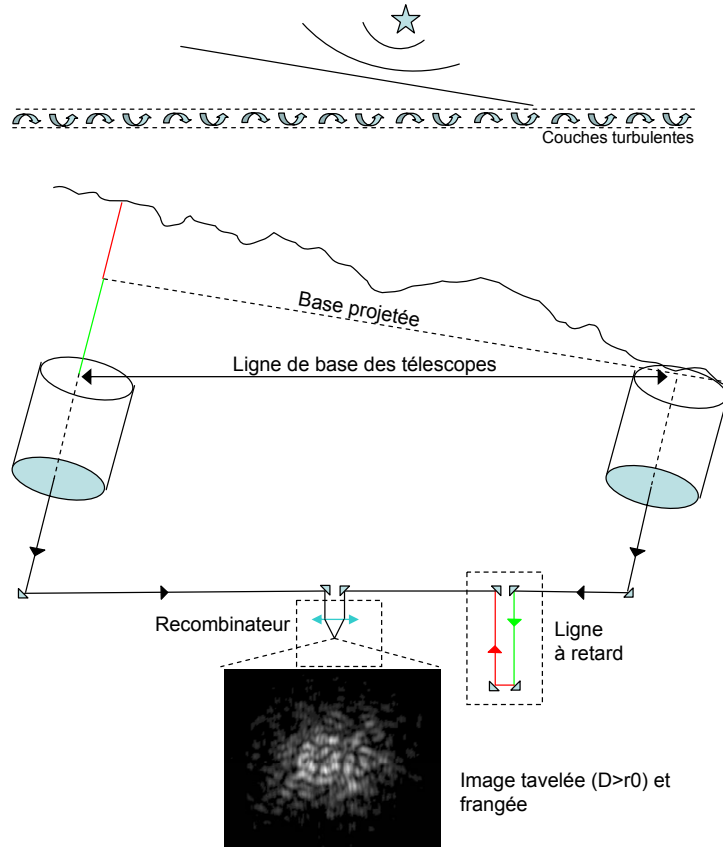 Couches turbulentes
Base projetée
Ligne de base des télescopes
Recombinateur
Ligne
à retard
Image tavelée (D>r0) et
frangée